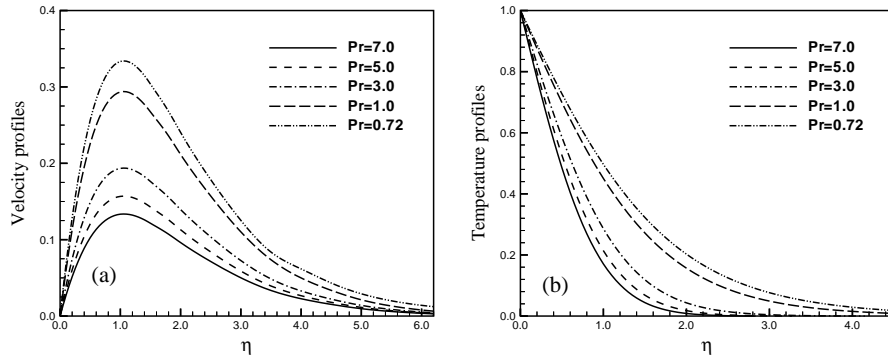 0.4
0.3
0.2
0.1
0.0
Velocity profiles
0.0 1.0 2.0 3.0 4.0 5.0 6.0
η
(a)
Pr=7.0
Pr=5.0
Pr=3.0
Pr=1.0
Pr=0.72
1.0
0.8
0.6
0.4
0.2
0.0
Temperature profiles
0.0 1.0 2.0 3.0 4.0
η
(b)
Pr=7.0
Pr=5.0
Pr=3.0
Pr=1.0
Pr=0.72